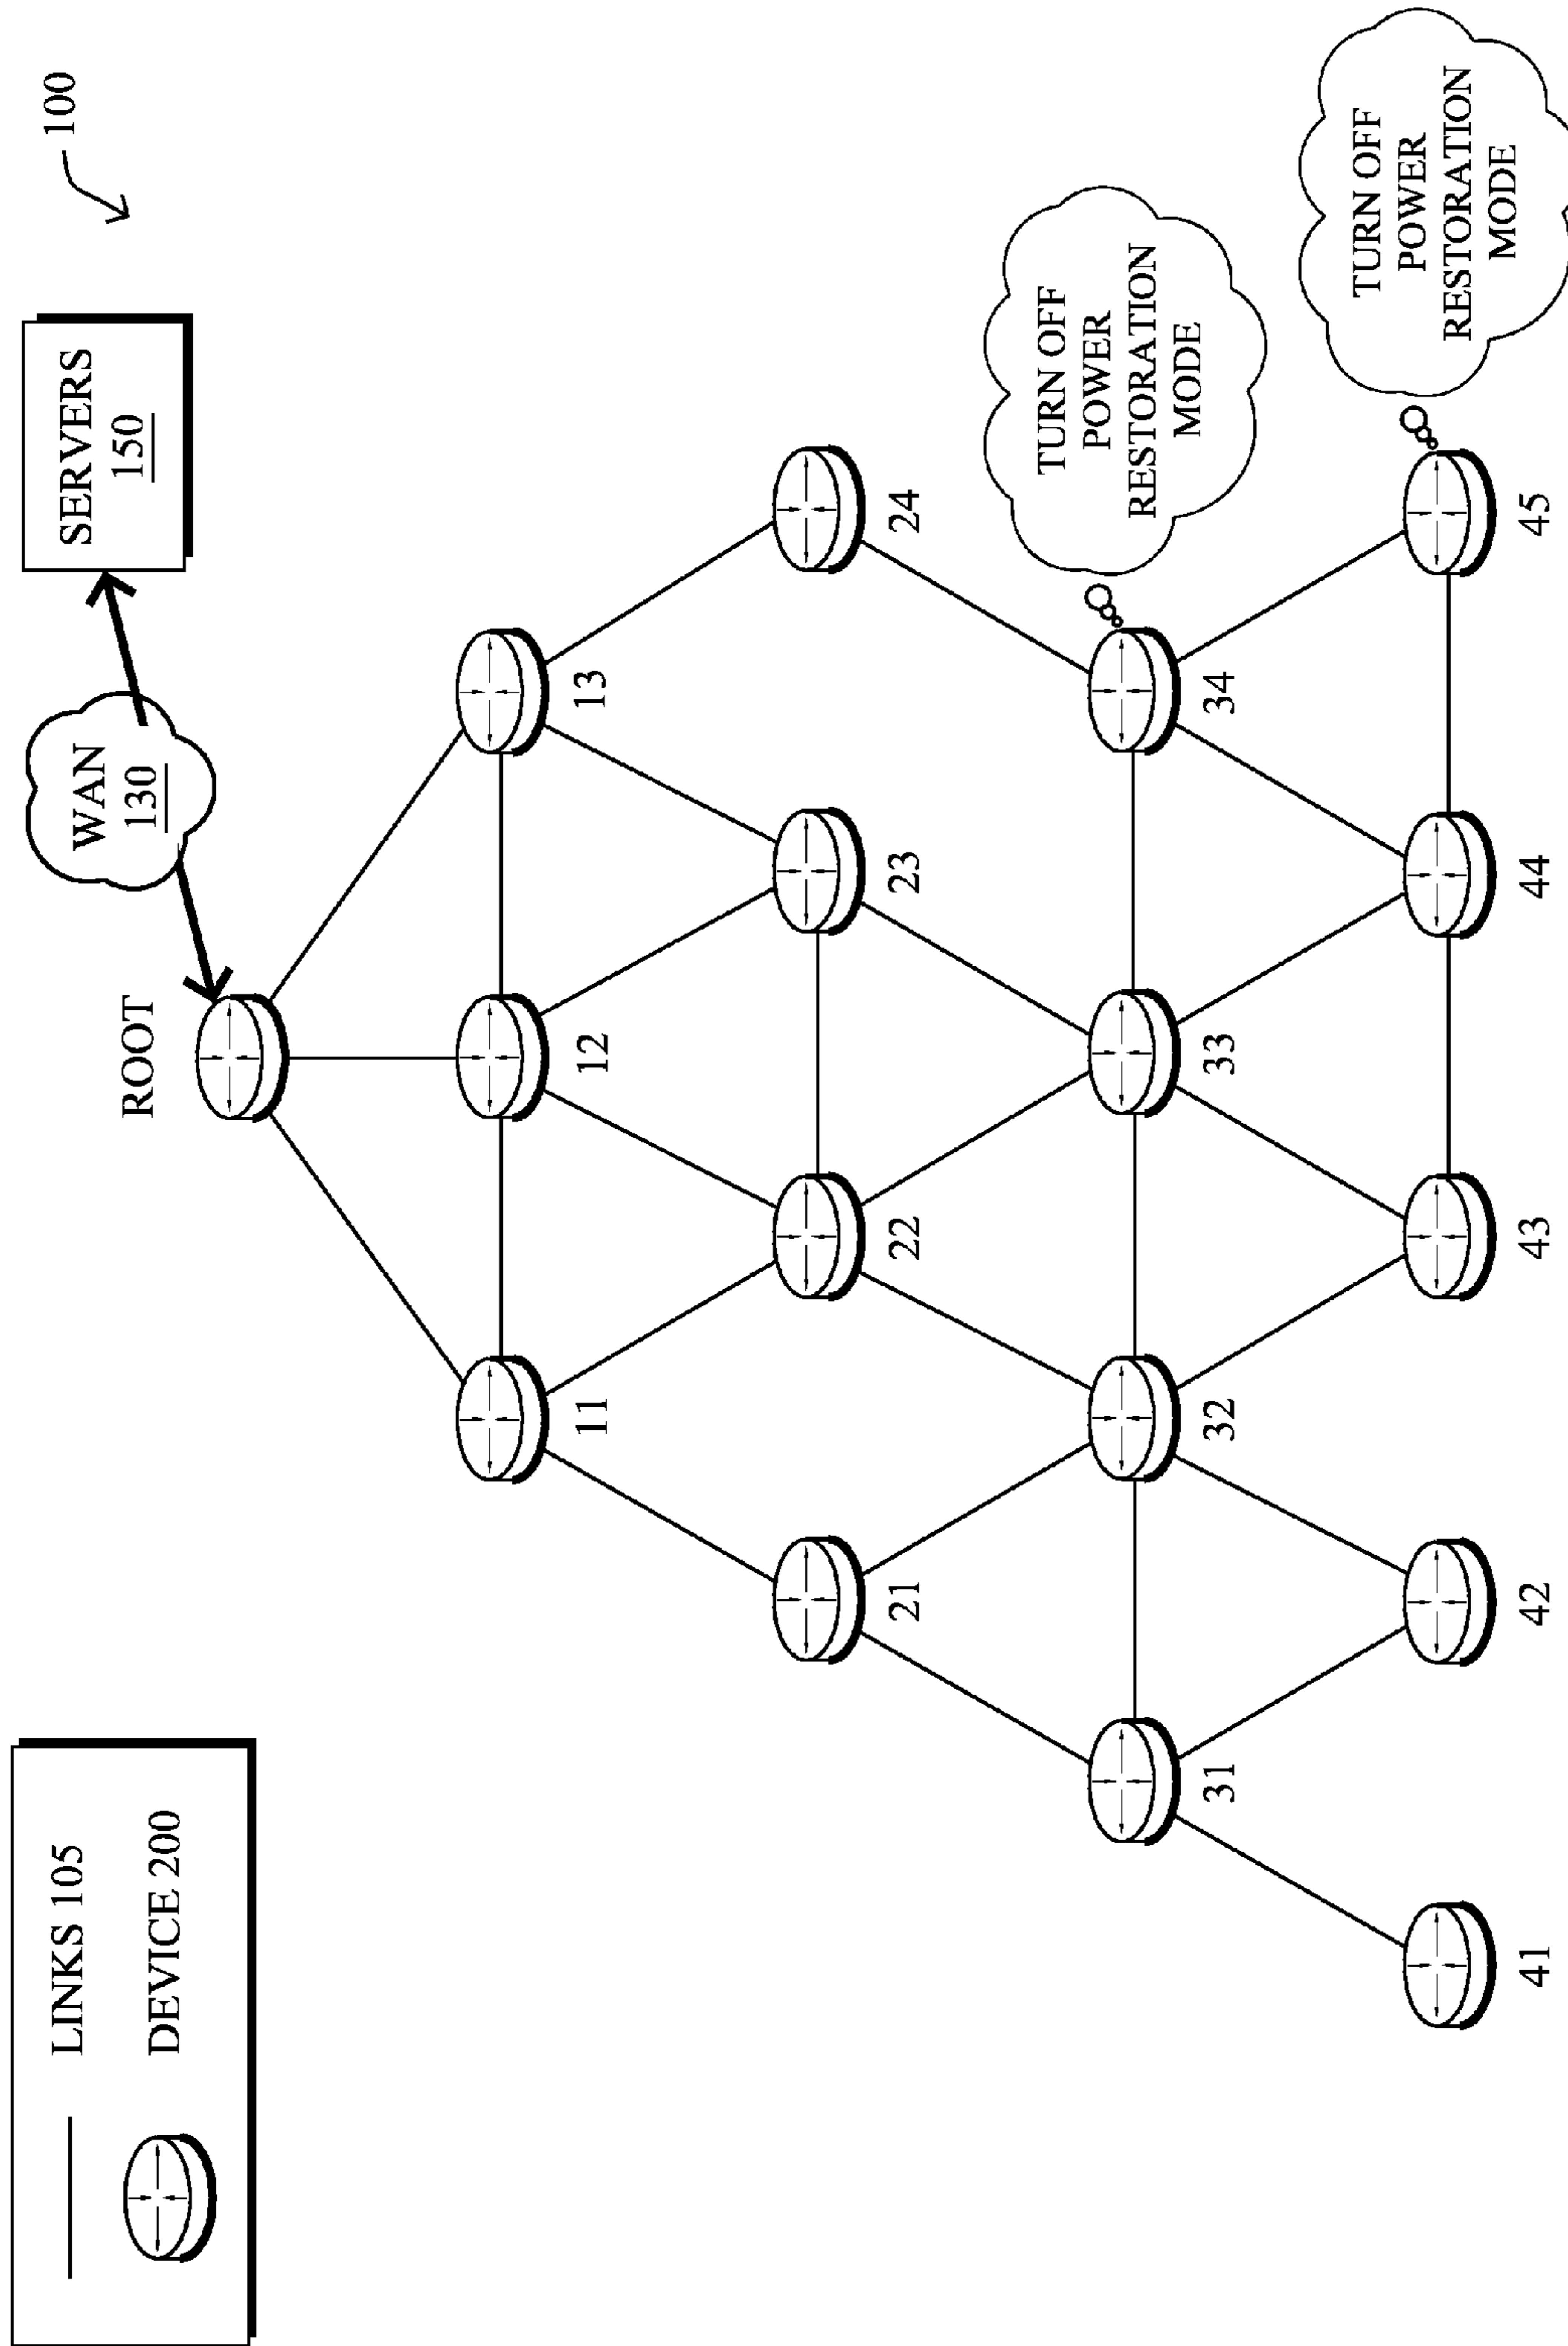 LINKS 105
DEVICE 200
100
SERVERS
150
WAN
130
ROOT
11
12
13
21
22
23
24
TURN OFF
POWER
RESTORATION
MODE
31
32
33
34
TURN OFF
POWER
RESTORATION
MODE
41
42
43
44
45